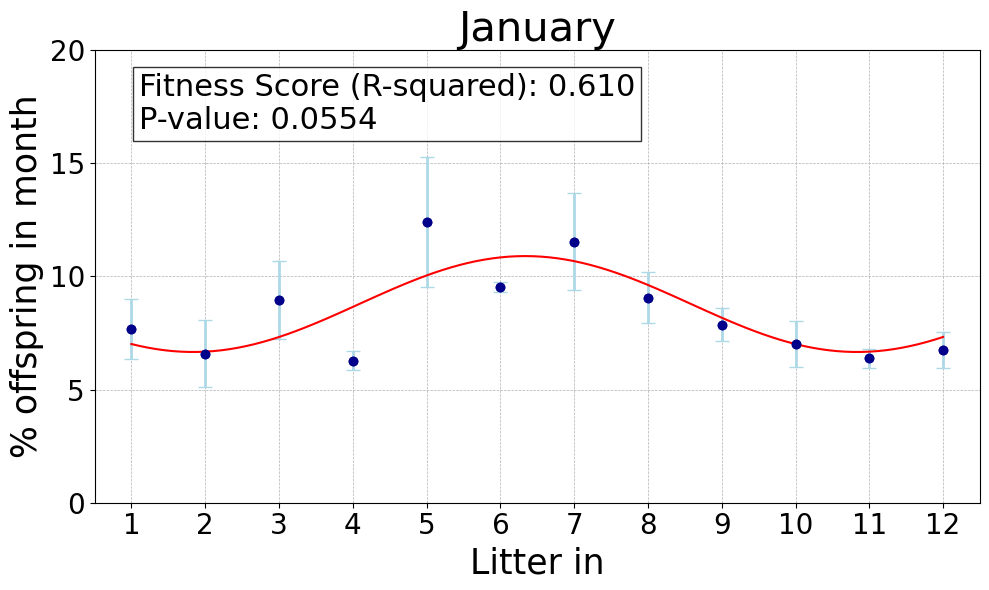 January
Fitness Score (R-squared): 0.610
P-value: 0.0554
% offspring in month
20
15
10
5
0
1 2 3 4 5 6 7 8 9 10 11 12
Litter in